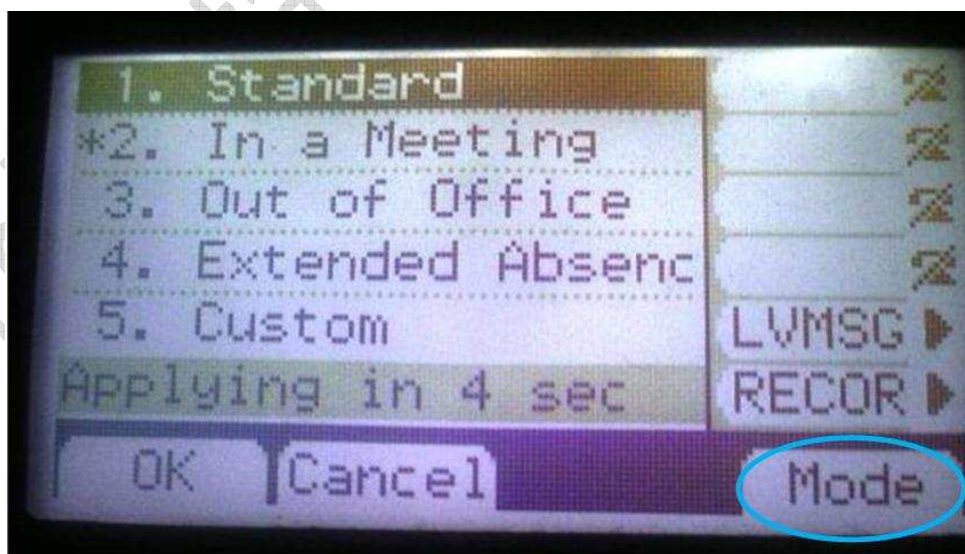 1. Standard
*2. In a Meeting
3. Out of Office
4. Extended Absenc
5. Custom
LVMSG
Applying in 4 sec
RECOR
OK Cancel Mode